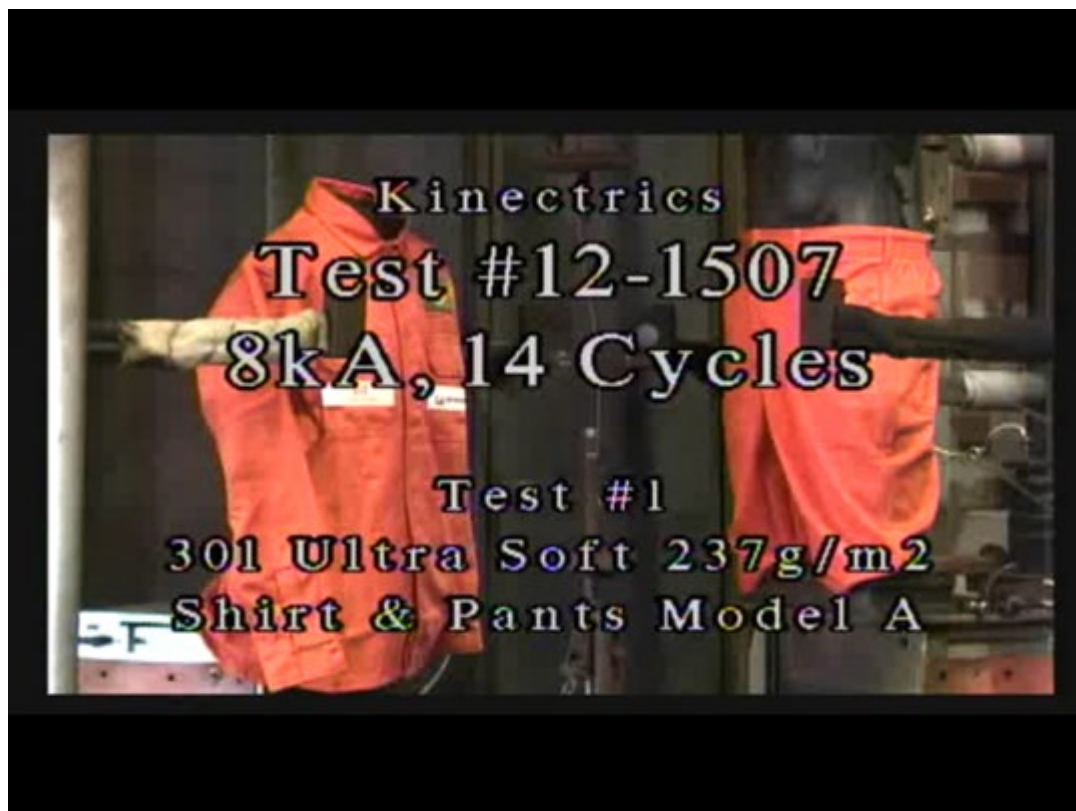 Kinectrics
Test #12-1507
8kA, 14 Cycles
Test #1
301 Ultra Soft 237g/m2
Shirt & Pants Model A